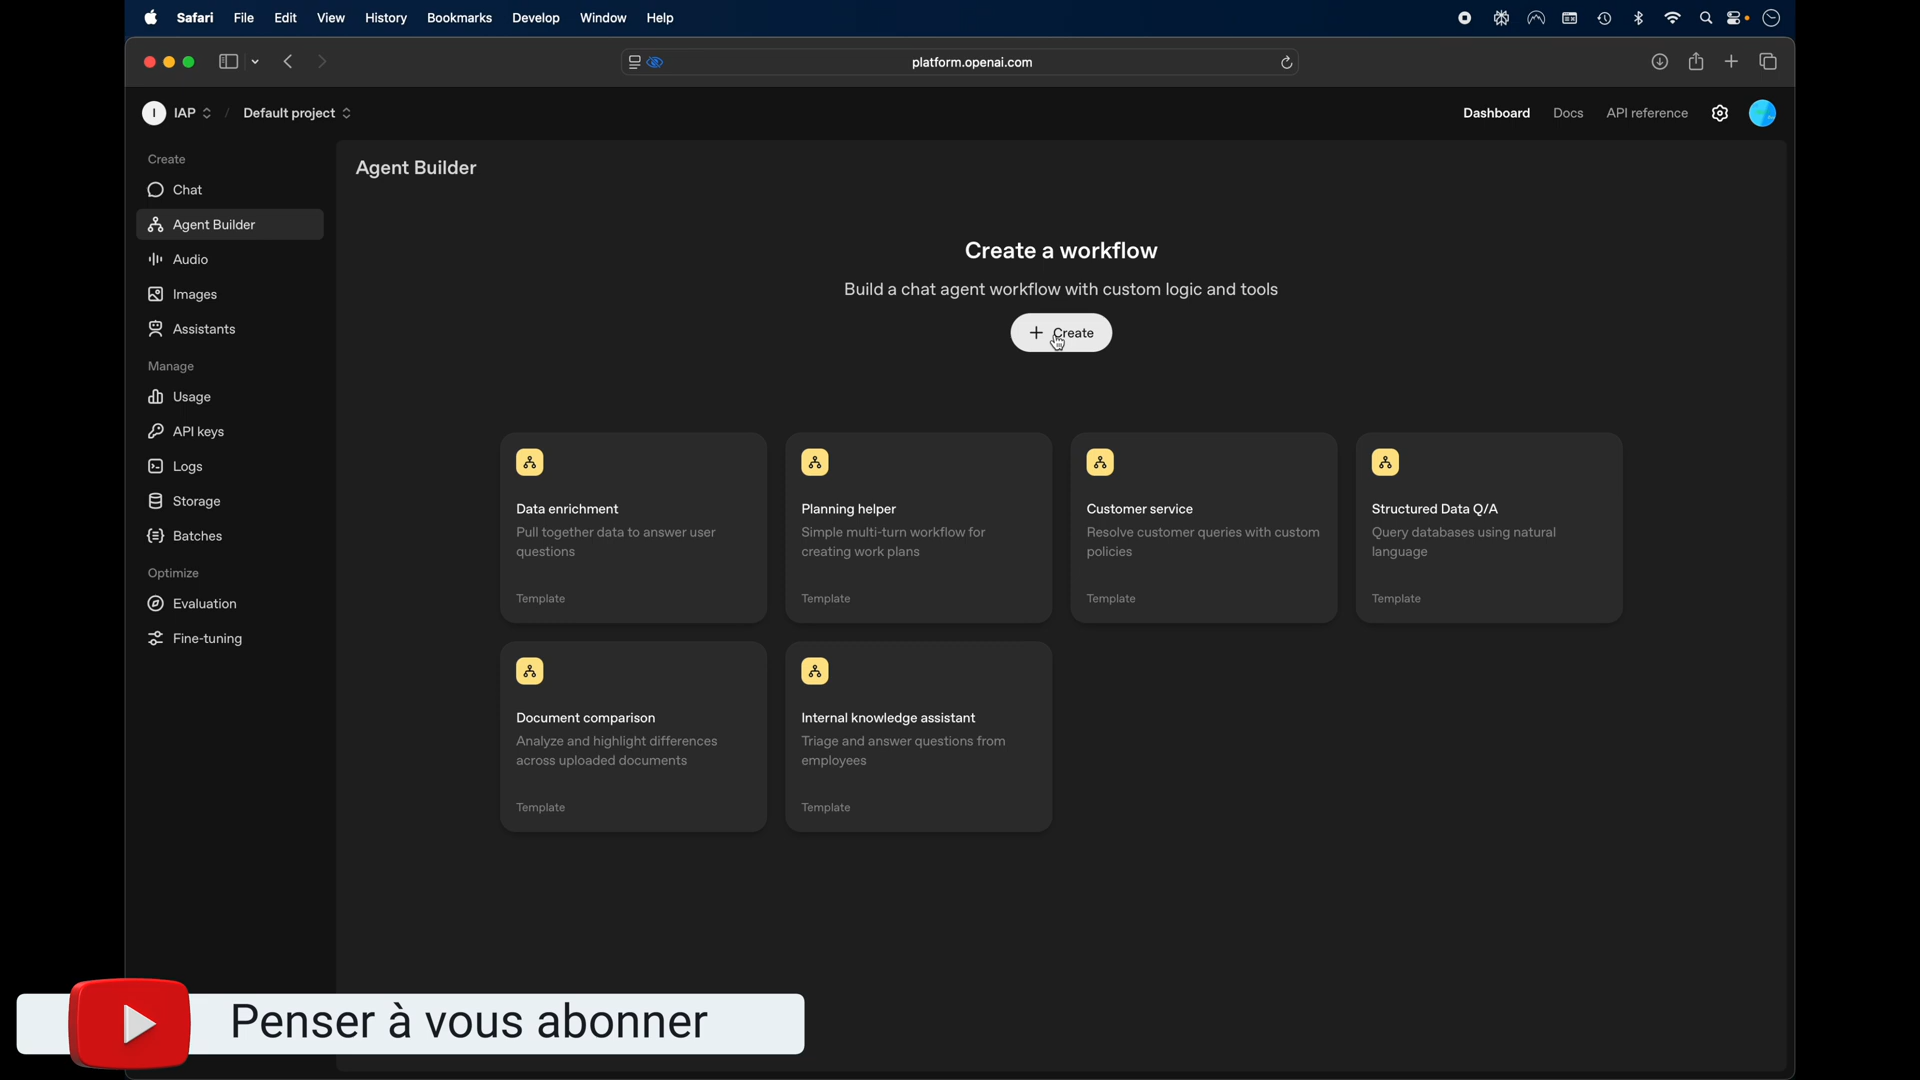 Safari File Edit View History Bookmarks Develop Window Help
platform.openai.com
I IAP / Default project
Dashboard Docs API reference
Create
Chat
Agent Builder
Audio
Images
Assistants
Manage
Usage
API keys
Logs
Storage
Batches
Optimize
Evaluation
Fine-tuning
Agent Builder
Create a workflow
Build a chat agent workflow with custom logic and tools
Create
Data enrichment
Pull together data to answer user
questions
Template
Planning helper
Simple multi-turn workflow for
creating work plans
Template
Customer service
Resolve customer queries with custom
policies
Template
Structured Data Q/A
Query databases using natural
language
Template
Document comparison
Analyze and highlight differences
across uploaded documents
Template
Internal knowledge assistant
Triage and answer questions from
employees
Template
Penser à vous abonner